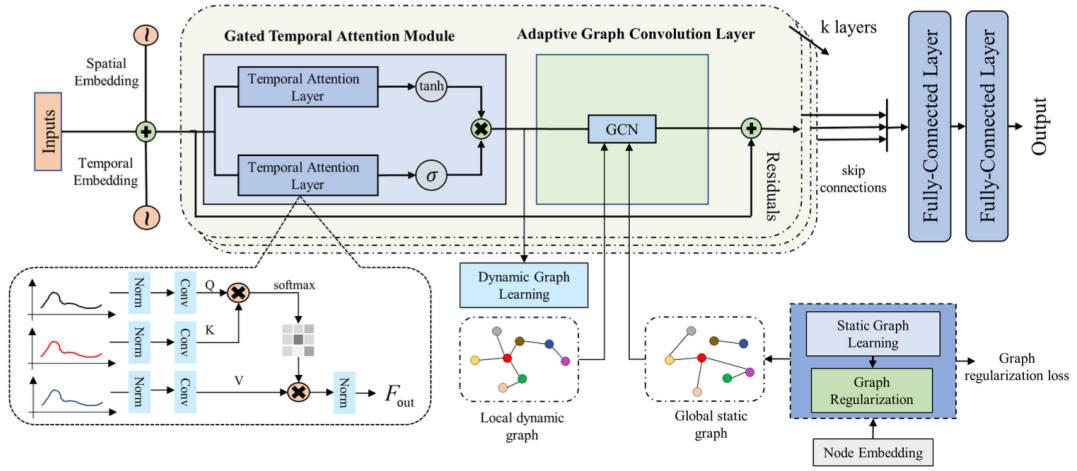 Gated Temporal Attention Module
Adaptive Graph Convolution Layer
k layers
Spatial
Embedding
Inputs
Temporal
Embedding
~
~
+
Temporal Attention
Layer
tanh
Temporal Attention
Layer
σ
×
GCN
+
Residuals
skip
connections
Fully-Connected Layer
Fully-Connected Layer
Output
Norm
Conv
Q
×
softmax
Norm
Conv
K
Norm
Conv
V
×
Norm
Fout
Dynamic Graph
Learning
Local dynamic
graph
Global static
graph
Static Graph
Learning
Graph
Regularization
Node Embedding
Graph
regularization loss